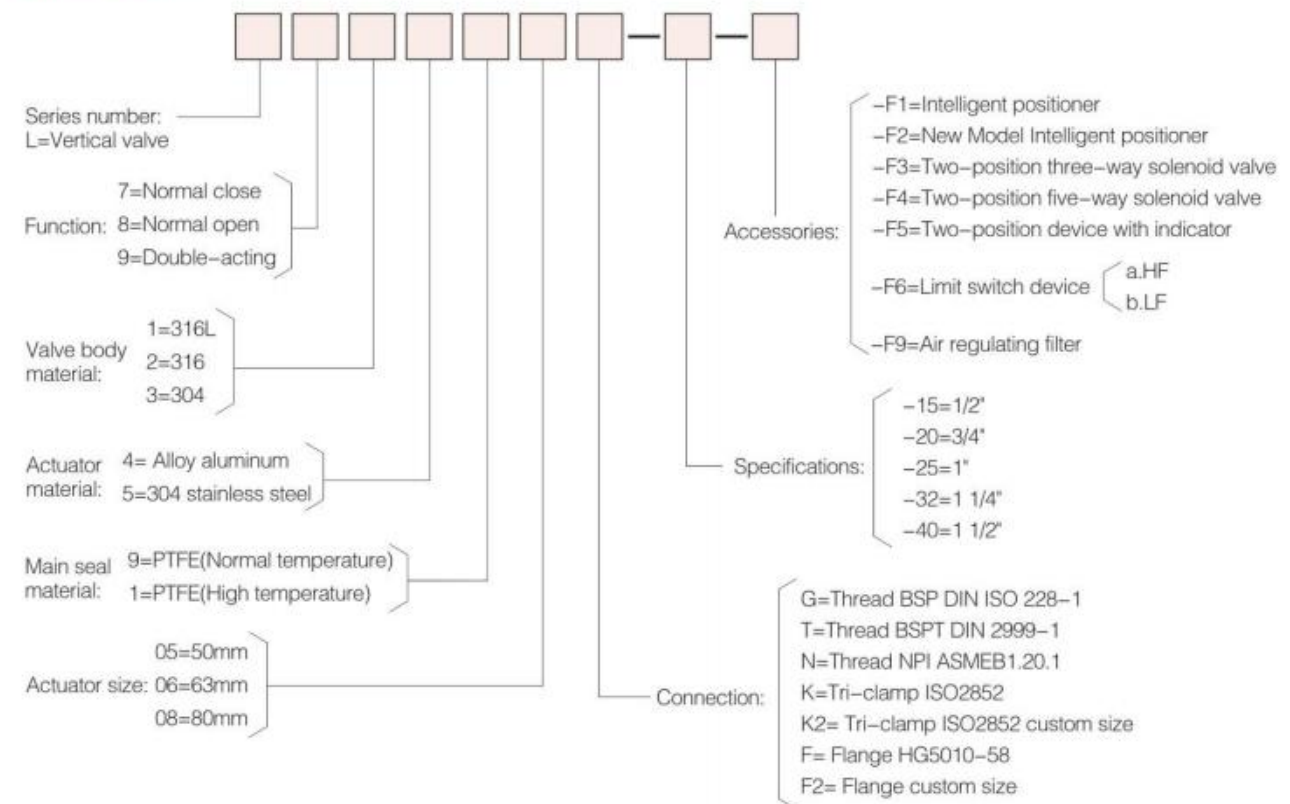 Series number:
L=Vertical valve
7=Normal close
Function: 8=Normal open
9=Double-acting
Valve body
material:
1=316L
2=316
3=304
Actuator
material:
4= Alloy aluminum
5=304 stainless steel
Main seal
material:
9=PTFE(Normal temperature)
1=PTFE(High temperature)
05=50mm
Actuator size: 06=63mm
08=80mm
Accessories:
-F1=Intelligent positioner
-F2=New Model Intelligent positioner
-F3=Two-position three-way solenoid valve
-F4=Two-position five-way solenoid valve
-F5=Two-position device with indicator
-F6=Limit switch device
a.HF
b.LF
-F9=Air regulating filter
Specifications:
-15=1/2"
-20=3/4"
-25=1"
-32=1 1/4"
-40=1 1/2"
Connection:
G=Thread BSP DIN ISO 228-1
T=Thread BSPT DIN 2999-1
N=Thread NPI ASMEB1.20.1
K=Tri-clamp ISO2852
K2= Tri-clamp ISO2852 custom size
F= Flange HG5010-58
F2= Flange custom size